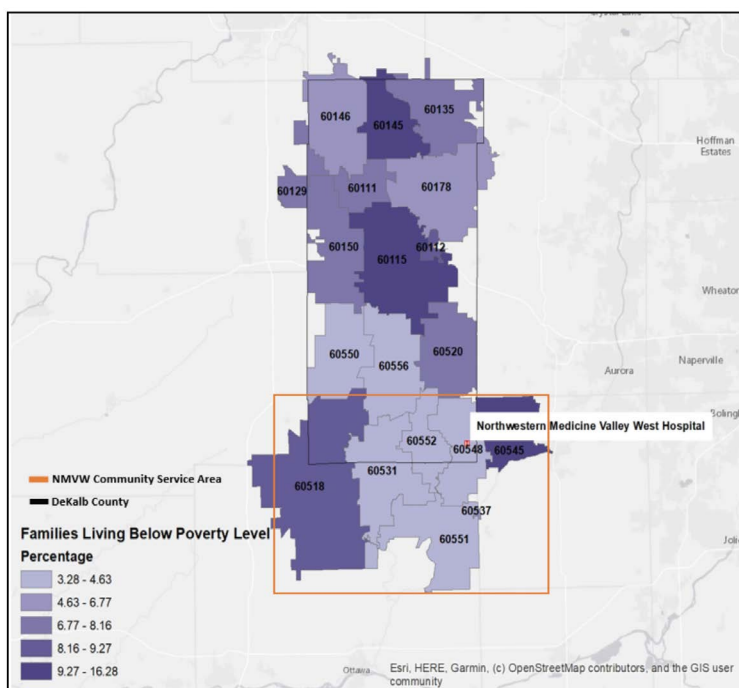 Crystal Lake
60146
60145
60135
Hoffman
Estates
60129
60111
60178
60150
60112
60115
Wheaton
60550
60556
60520
Naperville
Aurora
Northwestern Medicine Valley West Hospital
60552
60548
60545
NMVW Community Service Area
60531
DeKalb County
60518
60537
60551
Families Living Below Poverty Level
Percentage
3.28 - 4.63
4.63 - 6.77
6.77 - 8.16
8.16 - 9.27
9.27 - 16.28
Ottawa
Esri, HERE, Garmin, (c) OpenStreetMap contributors, and the GIS user
community